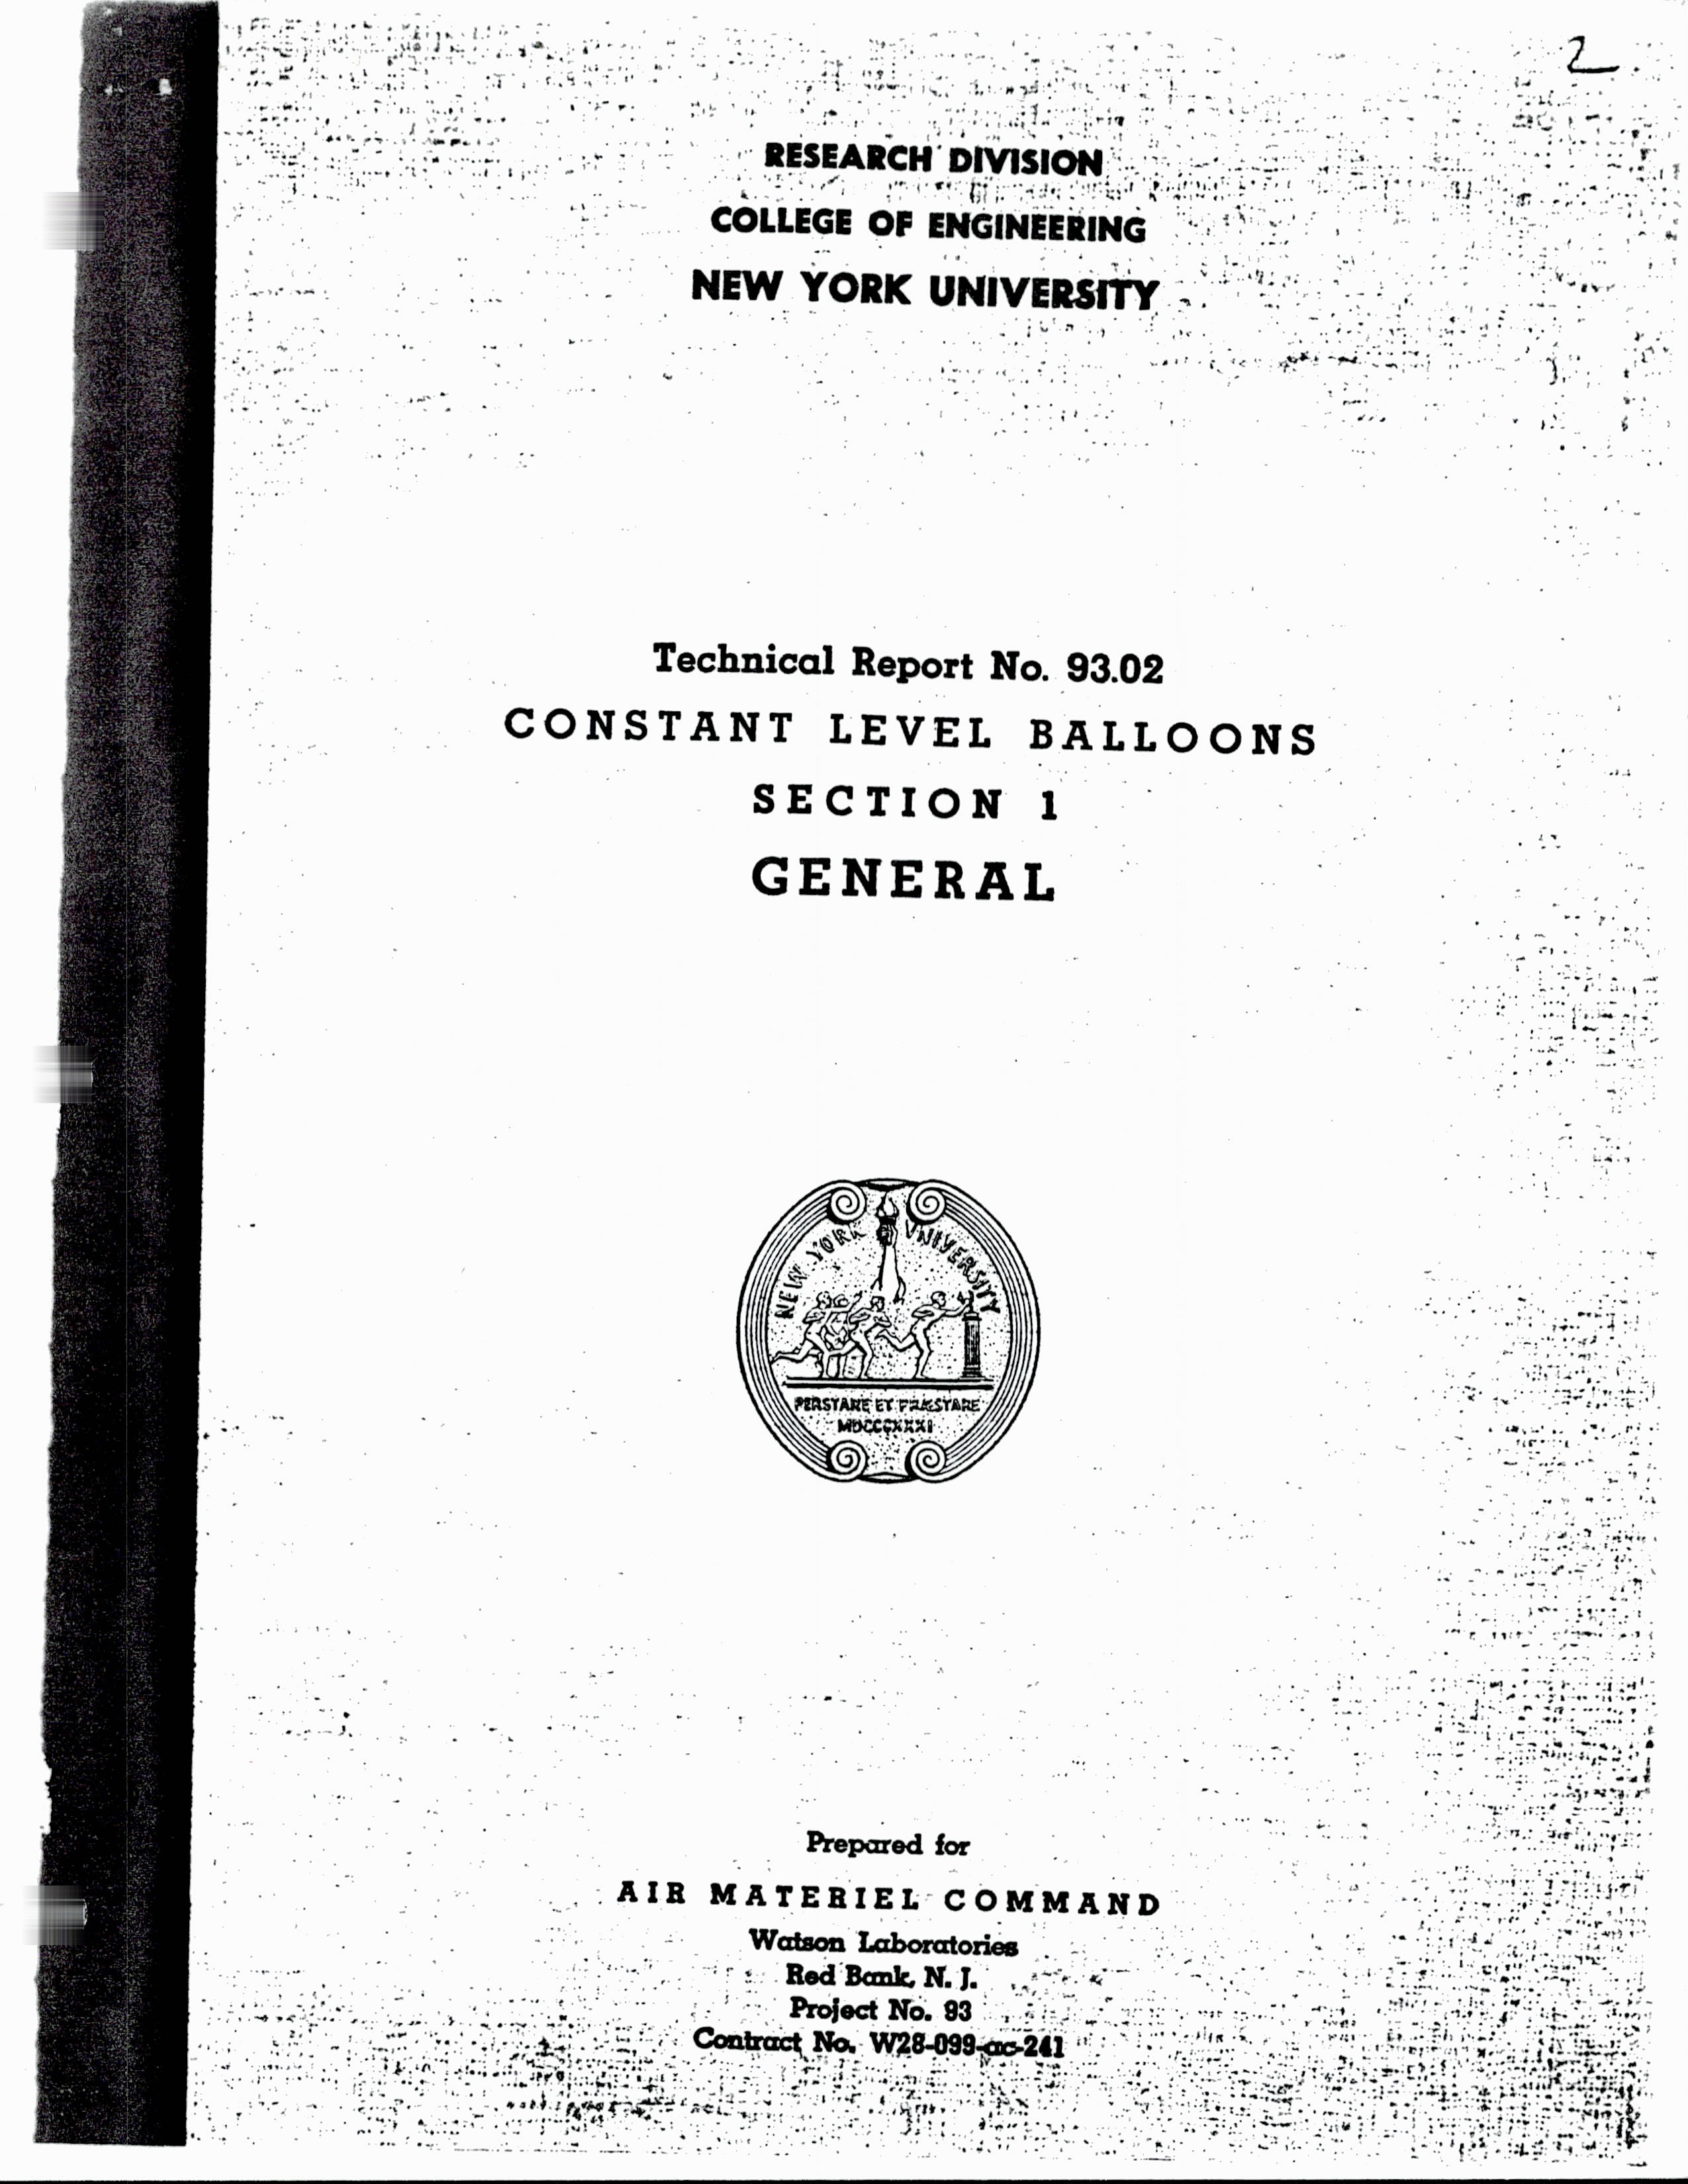 2
RESEARCH DIVISION
COLLEGE OF ENGINEERING
NEW YORK UNIVERSITY
Technical Report No. 93.02
CONSTANT LEVEL BALLOONS
SECTION 1
GENERAL
NEW YORK VNIVERSITY
PERSTARE ET PRÆSTARE
MDCCCXXXI
Prepared for
AIR MATERIEL COMMAND
Watson Laboratories
Red Bank, N. J.
Project No. 93
Contract No. W28-099-ac-241